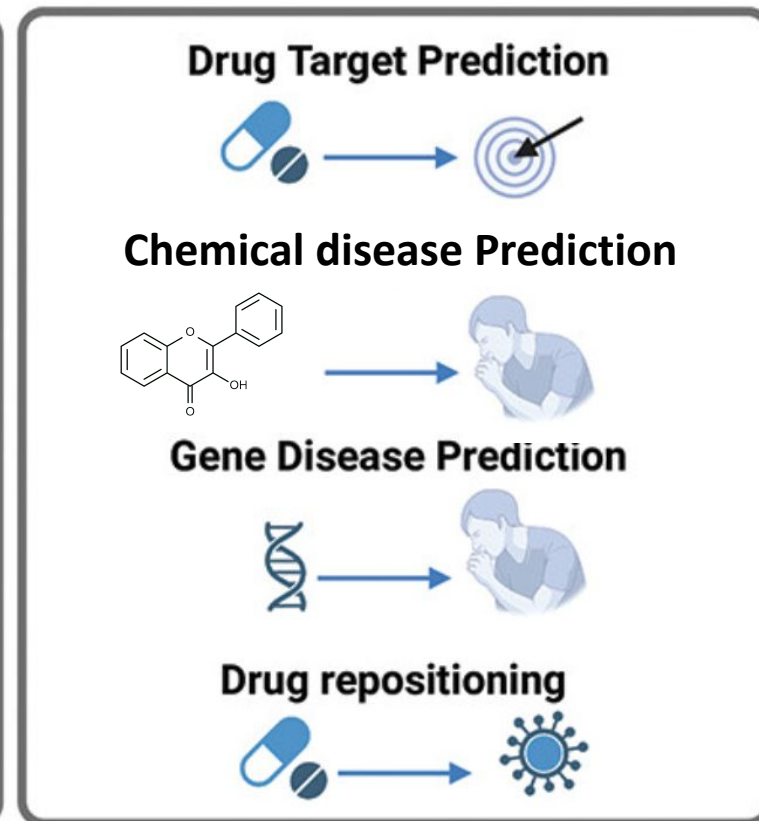 Drug Target Prediction
Chemical disease Prediction
O
OH
O
Gene Disease Prediction
Drug repositioning